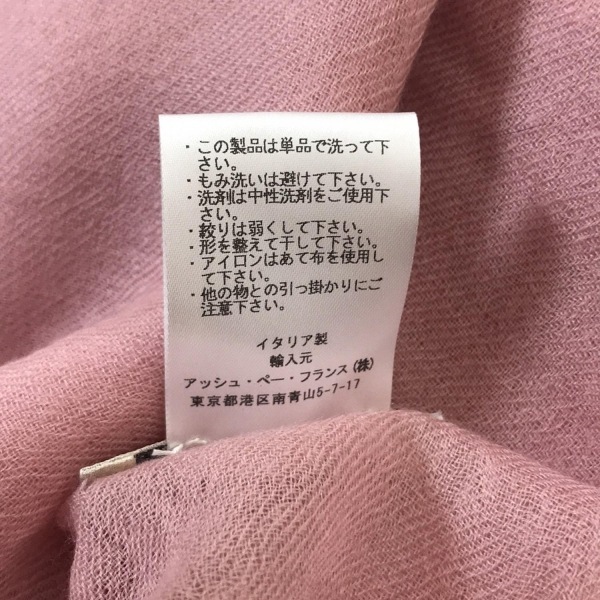 ・この製品は単品で洗って下
さい。
・もみ洗いは避けて下さい。
・洗剤は中性洗剤をご使用下
さい。
・絞りは弱くして下さい。
・形を整えて干して下さい。
・アイロンはあて布を使用し
て下さい。
・他の物との引っ掛かりにご
注意下さい。
イタリア製
輸入元
アッシュ・ペー・フランス(株)
東京都港区南青山5-7-17